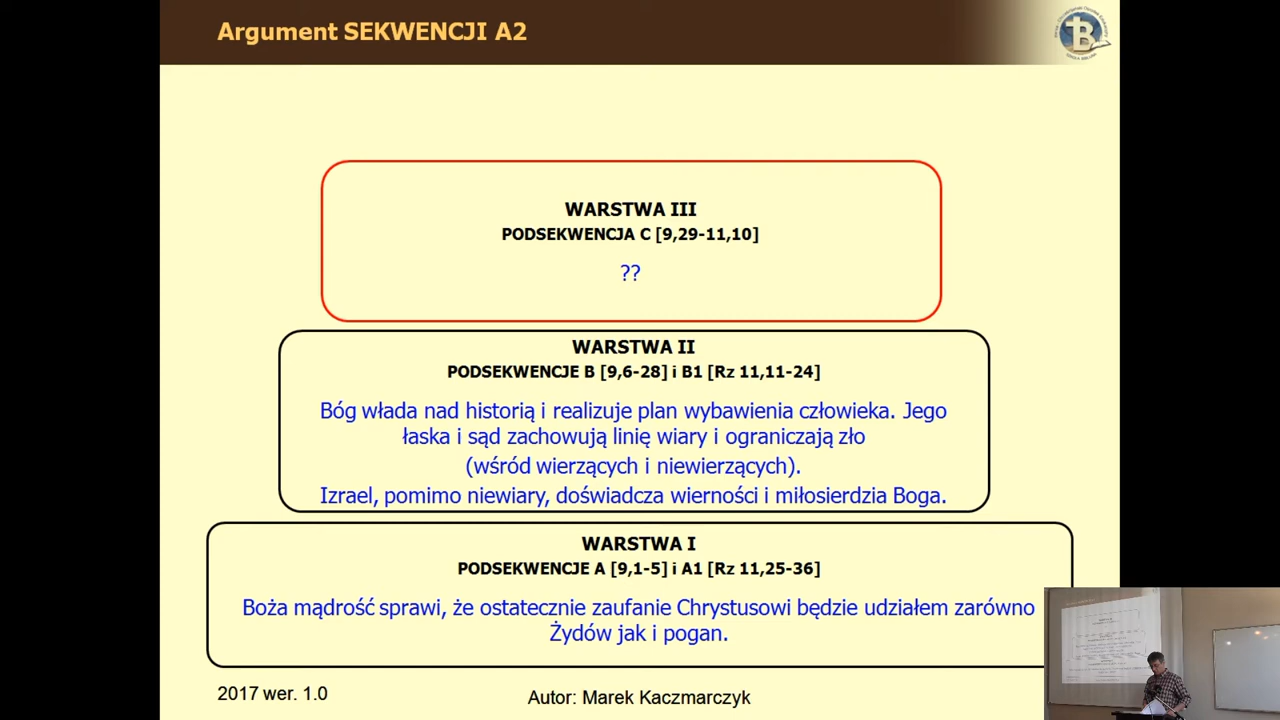 Argument SEKWENCJI A2
WARSTWA III
PODSEKWENCJA C [9,29-11,10]
??
WARSTWA II
PODSEKWENCJE B [9,6-28] i B1 [Rz 11,11-24]
Bóg włada nad historią i realizuje plan wybawienia człowieka. Jego
łaska i sąd zachowują linię wiary i ograniczają zło
(wśród wierzących i niewierzących).
Izrael, pomimo niewiary, doświadcza wierności i miłosierdzia Boga.
WARSTWA I
PODSEKWENCJE A [9,1-5] i A1 [Rz 11,25-36]
Boża mądrość sprawi, że ostatecznie zaufanie Chrystusowi będzie udziałem zarówno
Żydów jak i pogan.
2017 wer. 1.0
Autor: Marek Kaczmarczyk